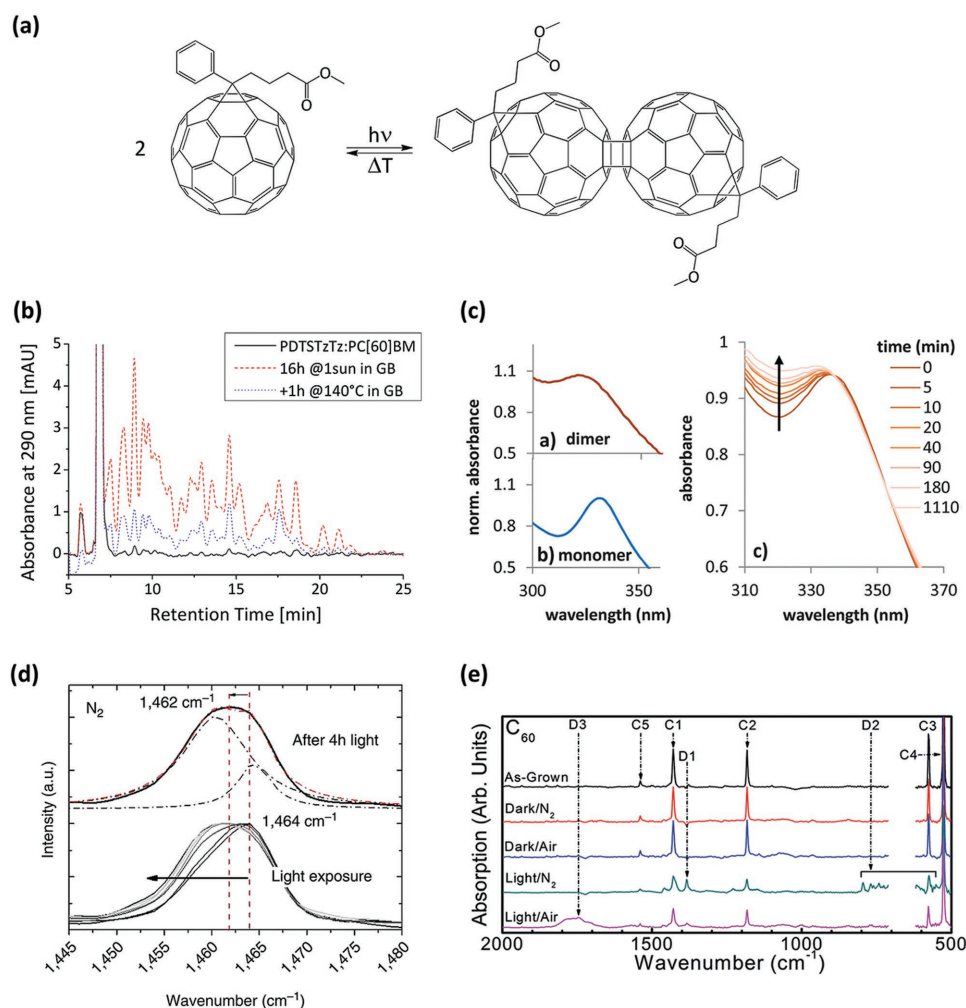 (a)
O
O
O
O
2
hν
ΔT
O
O
(b)
Absorbance at 290 nm [mAU]
5
4
3
2
1
0
PDTSTzTz:PC[60]BM
16h @1sun in GB
+1h @140°C in GB
5 10 15 20 25
Retention Time [min]
(c)
norm. absorbance
1.1
0.8
0.5
a) dimer
1.1
0.8
0.5
b) monomer
300 350
wavelength (nm)
absorbance
1
0.9
0.8
0.7
0.6
c)
310 330 350 370
wavelength (nm)
time (min)
0
5
10
20
40
90
180
1110
(d)
Intensity (a.u.)
N2
1,462 cm−1
After 4h light
1,464 cm−1
Light exposure
1,445 1,450 1,455 1,460 1,465 1,470 1,475 1,480
Wavenumber (cm−1)
(e)
Absorption (Arb. Units)
C60
D3 C5 C1 D1 C2 D2 C3
C4
As-Grown
Dark/N2
Dark/Air
Light/N2
Light/Air
2000 1500 1000 500
Wavenumber (cm-1)